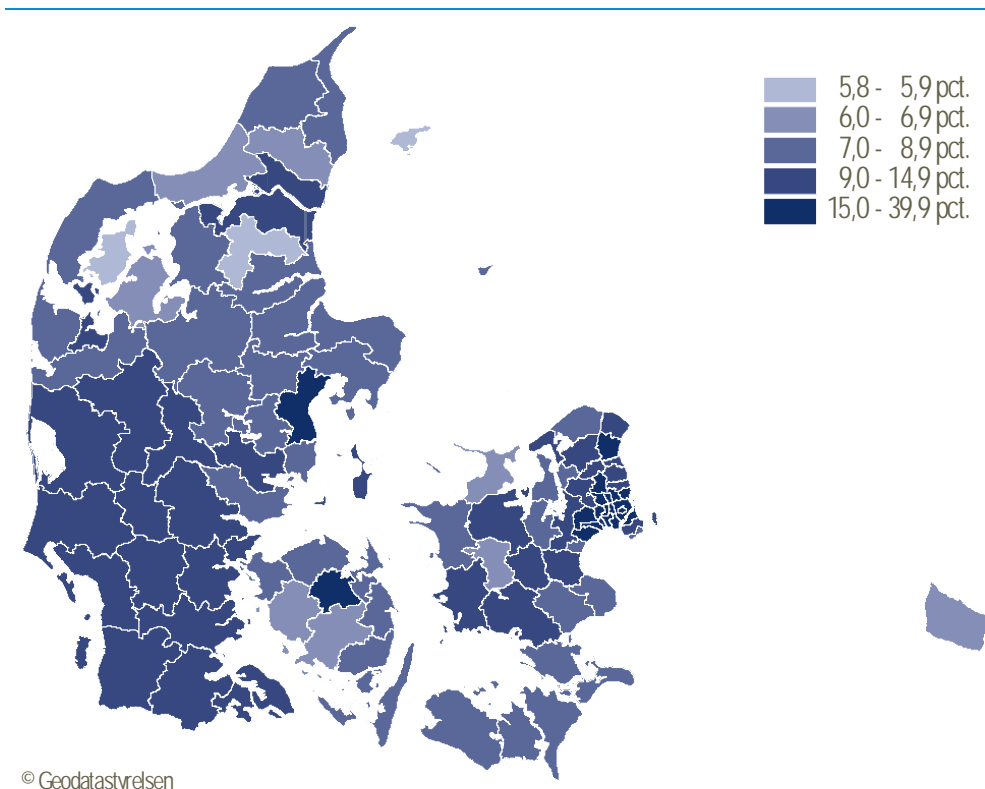 5,8 - 5,9 pct.
6,0 - 6,9 pct.
7,0 - 8,9 pct.
9,0 - 14,9 pct.
15,0 - 39,9 pct.
© Geodatastyrelsen